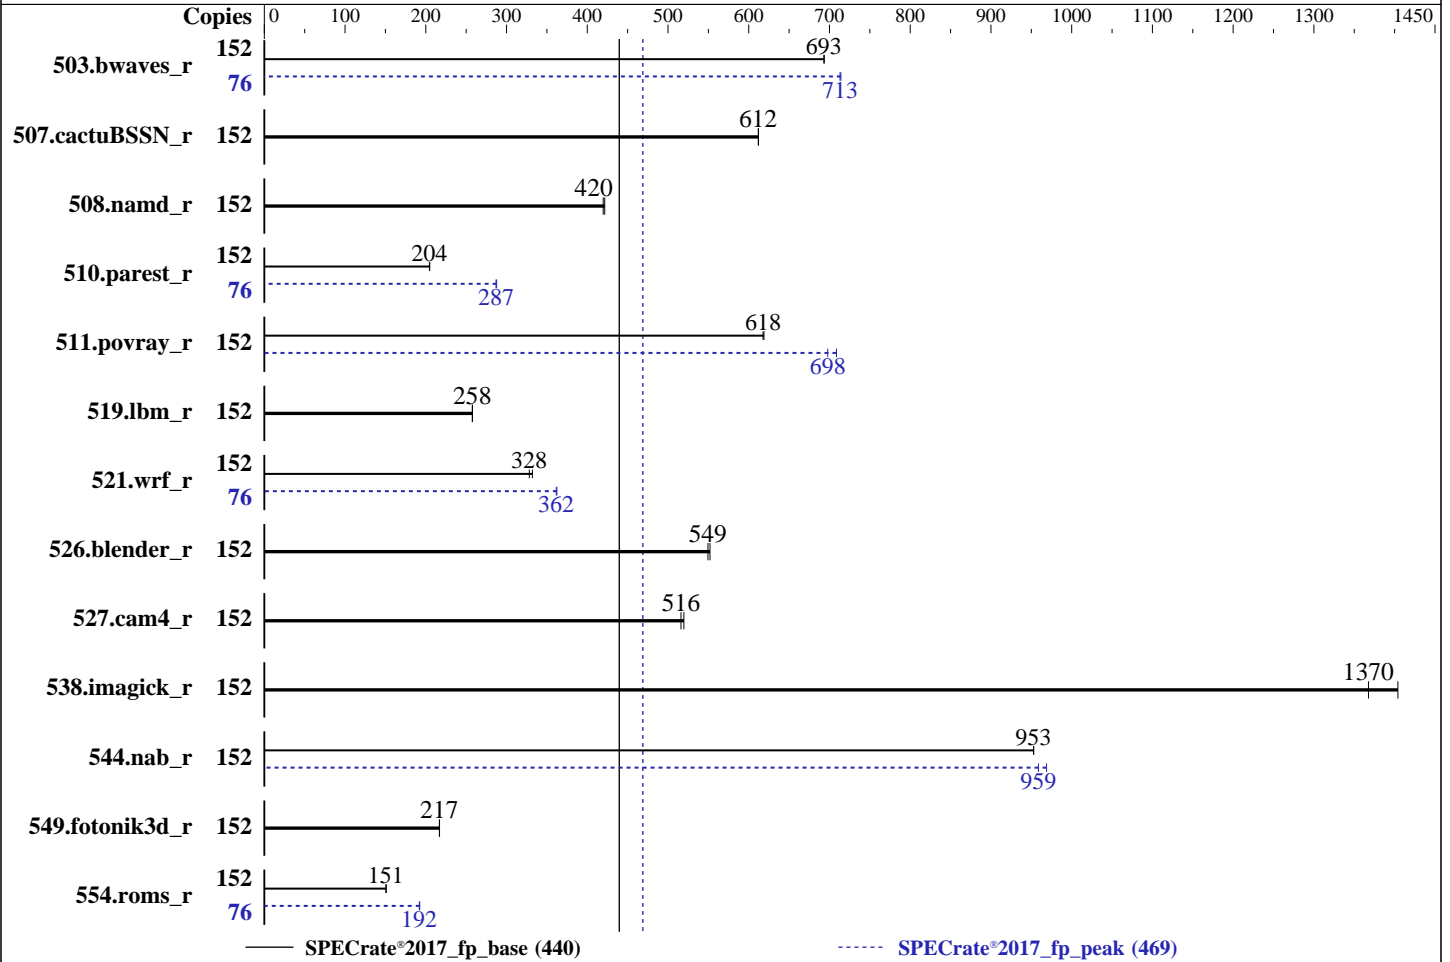 Copies 0 100 200 300 400 500 600 700 800 900 1000 1100 1200 1300 1450
503.bwaves_r 152 693
76 713
507.cactuBSSN_r 152 612
508.namd_r 152 420
510.parest_r 152 204
76 287
511.povray_r 152 618
698
519.lbm_r 152 258
521.wrf_r 152 328
76 362
526.blender_r 152 549
527.cam4_r 152 516
538.imagick_r 152 1370
544.nab_r 152 953
959
549.fotonik3d_r 152 217
554.roms_r 152 151
76 192
SPECrate®2017_fp_base (440) SPECrate®2017_fp_peak (469)